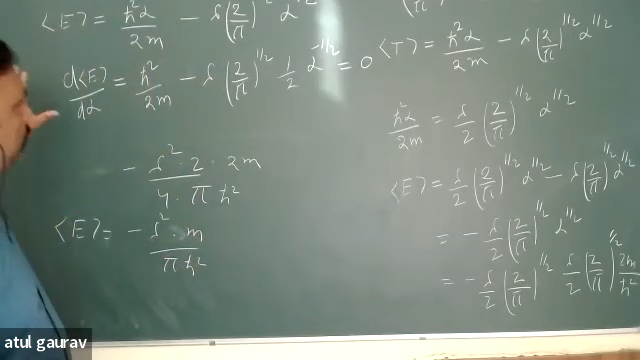 ⟨E⟩ = ħ²α / 2m − δ (2/π)^1/2 α^1/2
d⟨E⟩/dα = ħ²/2m − δ (2/π)^1/2 1/2 α^-1/2 = 0
− δ² · 2 · 2m / 4 · π ħ²
⟨E⟩ = − δ² · m / π ħ²
⟨T⟩ = ħ²α / 2m − δ (2/π)^1/2 α^1/2
ħ²α / 2m = δ/2 (2/π)^1/2 α^1/2
⟨E⟩ = δ/2 (2/π)^1/2 α^1/2 − δ (2/π)^1/2 α^1/2
= − δ/2 (2/π)^1/2 α^1/2
= − δ/2 (2/π)^1/2 δ/2 (2/π)^1/2 2m/ħ²
atul gaurav